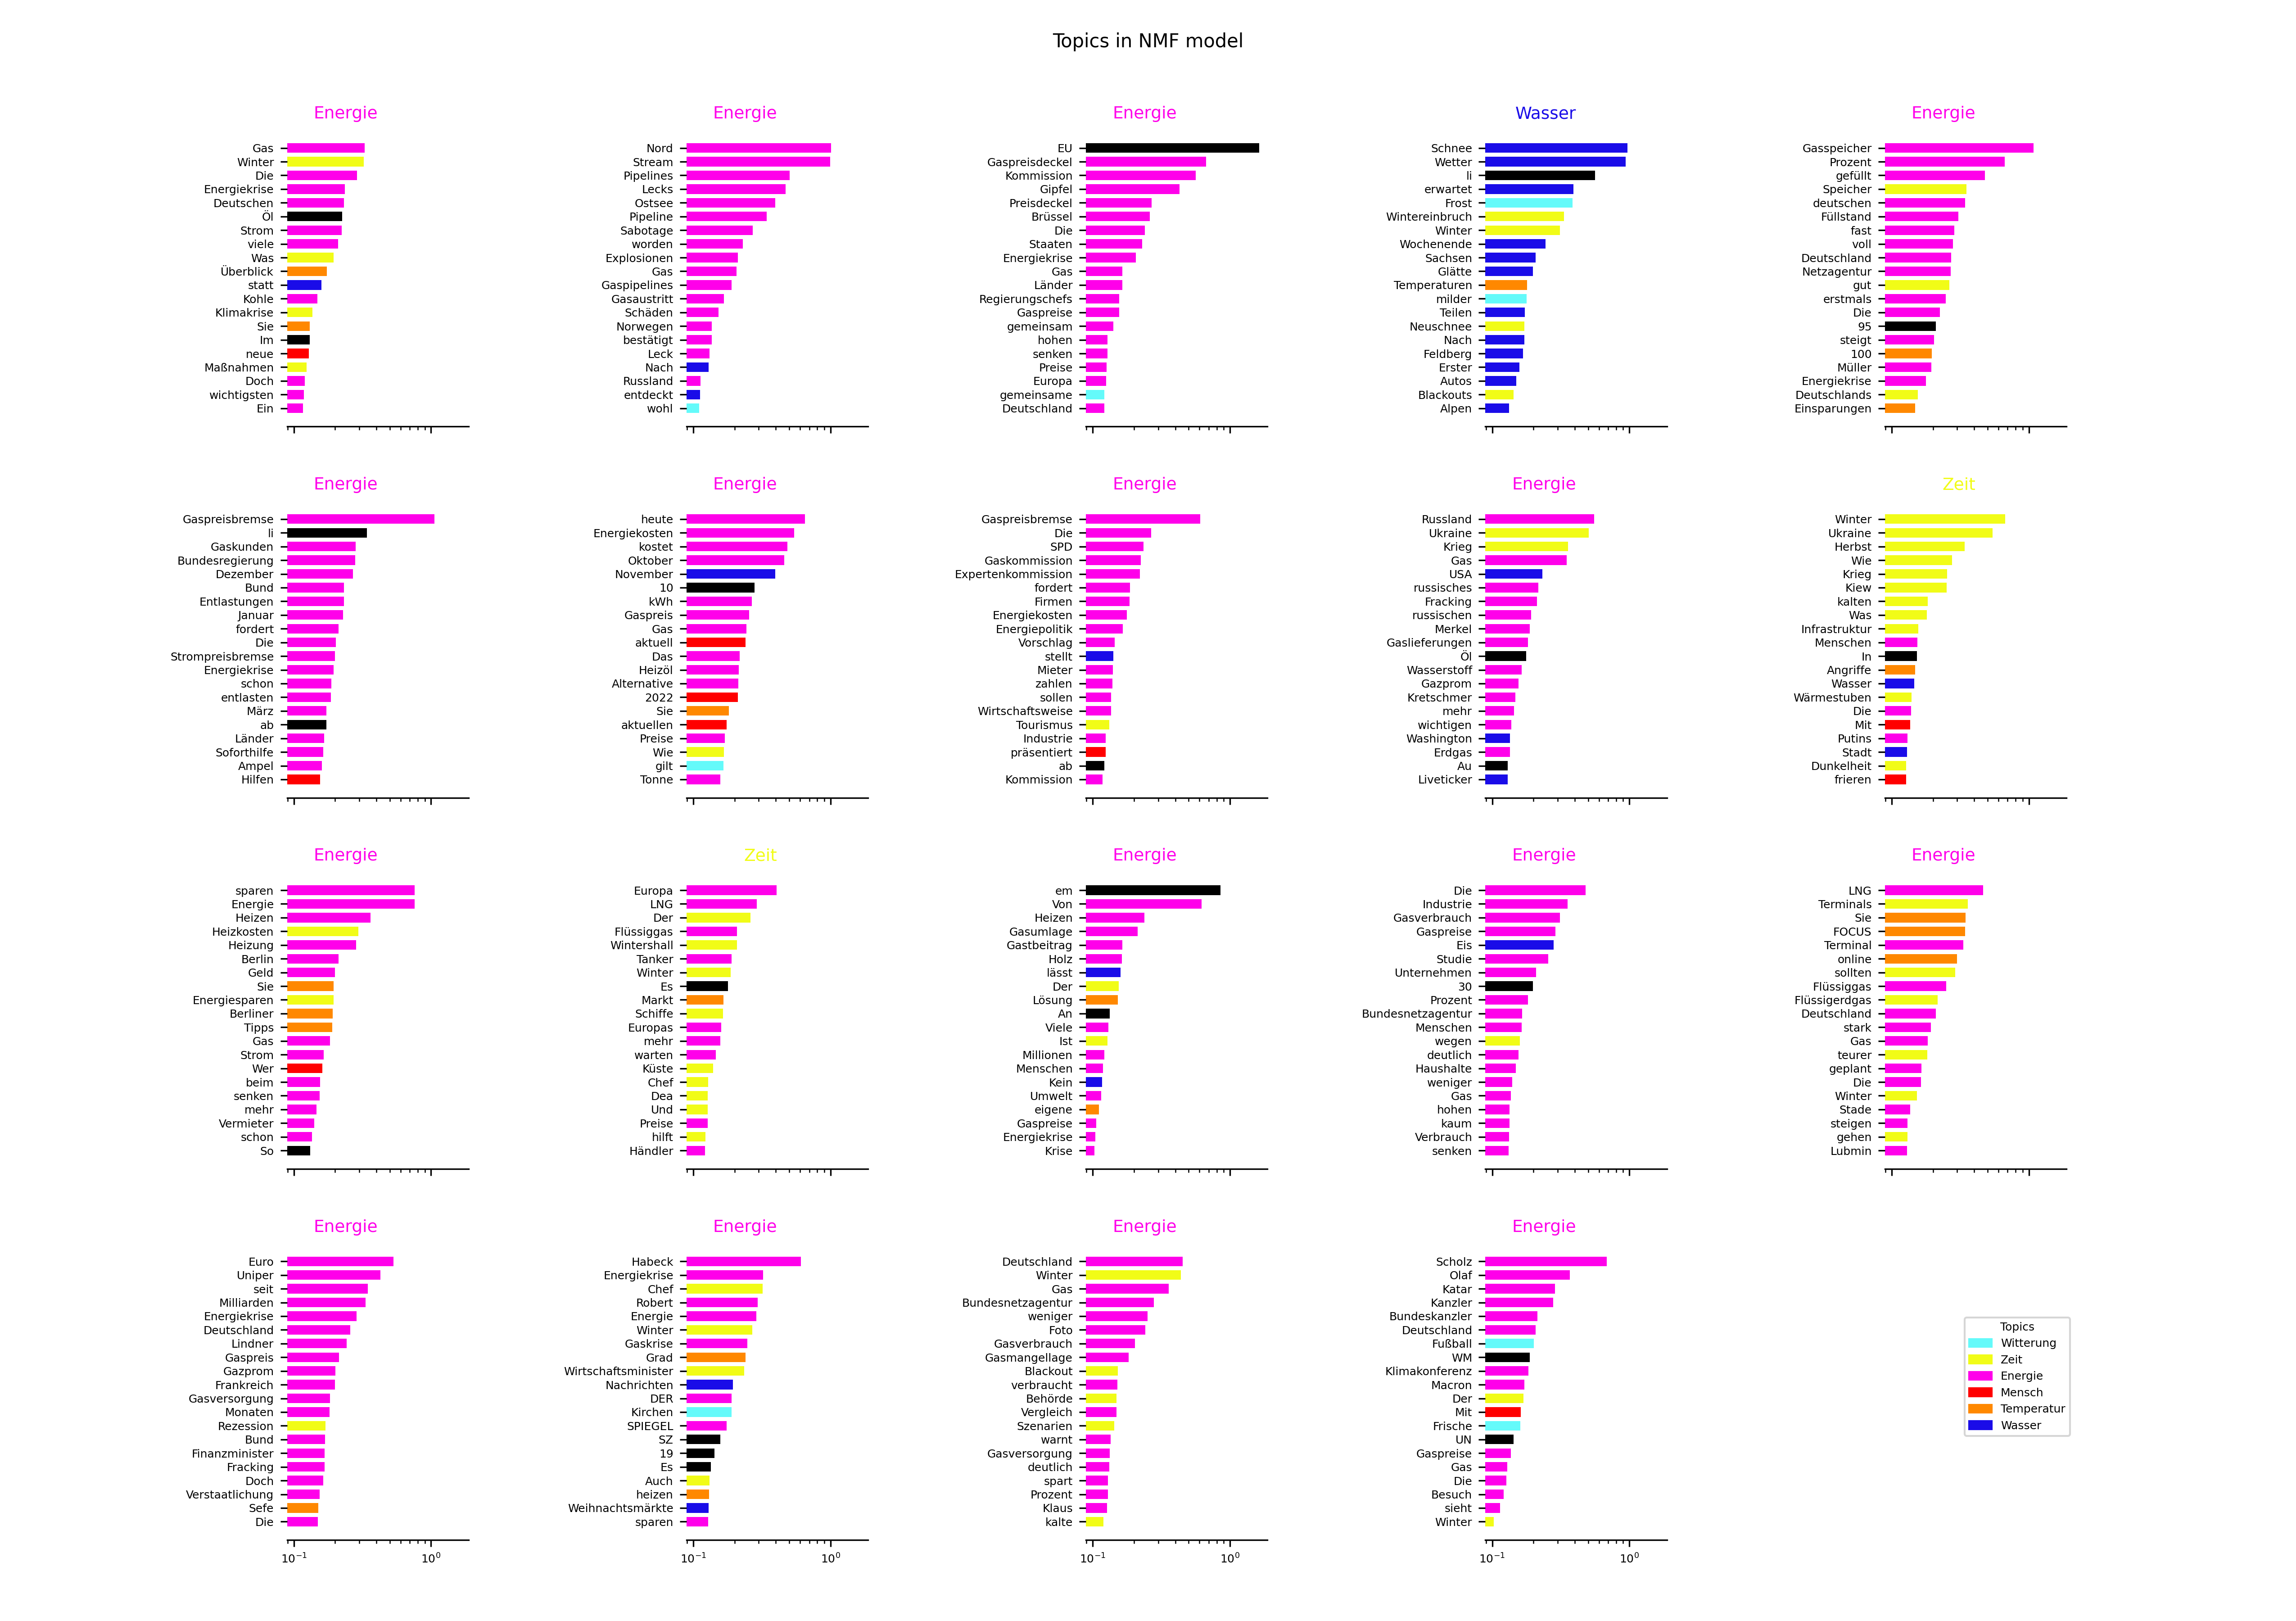 Topics in NMF model
Energie
Gas
Winter
Die
Energiekrise
Deutschen
Öl
Strom
viele
Was
Überblick
statt
Kohle
Klimakrise
Sie
Im
neue
Maßnahmen
Doch
wichtigsten
Ein
Energie
Nord
Stream
Pipelines
Lecks
Ostsee
Pipeline
Sabotage
worden
Explosionen
Gas
Gaspipelines
Gasaustritt
Schäden
Norwegen
bestätigt
Leck
Nach
Russland
entdeckt
wohl
Energie
EU
Gaspreisdeckel
Kommission
Gipfel
Preisdeckel
Brüssel
Die
Staaten
Energiekrise
Gas
Länder
Regierungschefs
Gaspreise
gemeinsam
hohen
senken
Preise
Europa
gemeinsame
Deutschland
Wasser
Schnee
Wetter
li
erwartet
Frost
Wintereinbruch
Winter
Wochenende
Sachsen
Glätte
Temperaturen
milder
Teilen
Neuschnee
Nach
Feldberg
Erster
Autos
Blackouts
Alpen
Energie
Gasspeicher
Prozent
gefüllt
Speicher
deutschen
Füllstand
fast
voll
Deutschland
Netzagentur
gut
erstmals
Die
95
steigt
100
Müller
Energiekrise
Deutschlands
Einsparungen
Energie
Gaspreisbremse
li
Gaskunden
Bundesregierung
Dezember
Bund
Entlastungen
Januar
fordert
Die
Strompreisbremse
Energiekrise
schon
entlasten
März
ab
Länder
Soforthilfe
Ampel
Hilfen
Energie
heute
Energiekosten
kostet
Oktober
November
10
kWh
Gaspreis
Gas
aktuell
Das
Heizöl
Alternative
2022
Sie
aktuellen
Preise
Wie
gilt
Tonne
Energie
Gaspreisbremse
Die
SPD
Gaskommission
Expertenkommission
fordert
Firmen
Energiekosten
Energiepolitik
Vorschlag
stellt
Mieter
zahlen
sollen
Wirtschaftsweise
Tourismus
Industrie
präsentiert
ab
Kommission
Energie
Russland
Ukraine
Krieg
Gas
USA
russisches
Fracking
russischen
Merkel
Gaslieferungen
Öl
Wasserstoff
Gazprom
Kretschmer
mehr
wichtigen
Washington
Erdgas
Au
Liveticker
Zeit
Winter
Ukraine
Herbst
Wie
Krieg
Kiew
kalten
Was
Infrastruktur
Menschen
In
Angriffe
Wasser
Wärmestuben
Die
Mit
Putins
Stadt
Dunkelheit
frieren
Energie
sparen
Energie
Heizen
Heizkosten
Heizung
Berlin
Geld
Sie
Energiesparen
Berliner
Tipps
Gas
Strom
Wer
beim
senken
mehr
Vermieter
schon
So
Zeit
Europa
LNG
Der
Flüssiggas
Wintershall
Tanker
Winter
Es
Markt
Schiffe
Europas
mehr
warten
Küste
Chef
Dea
Und
Preise
hilft
Händler
Energie
em
Von
Heizen
Gasumlage
Gastbeitrag
Holz
lässt
Der
Lösung
An
Viele
Ist
Millionen
Menschen
Kein
Umwelt
eigene
Gaspreise
Energiekrise
Krise
Energie
Die
Industrie
Gasverbrauch
Gaspreise
Eis
Studie
Unternehmen
30
Prozent
Bundesnetzagentur
Menschen
wegen
deutlich
Haushalte
weniger
Gas
hohen
kaum
Verbrauch
senken
Energie
LNG
Terminals
Sie
FOCUS
Terminal
online
sollten
Flüssiggas
Flüssigerdgas
Deutschland
stark
Gas
teurer
geplant
Die
Winter
Stade
steigen
gehen
Lubmin
Energie
Euro
Uniper
seit
Milliarden
Energiekrise
Deutschland
Lindner
Gaspreis
Gazprom
Frankreich
Gasversorgung
Monaten
Rezession
Bund
Finanzminister
Fracking
Doch
Verstaatlichung
Sefe
Die
10⁻¹ 10⁰
Energie
Habeck
Energiekrise
Chef
Robert
Energie
Winter
Gaskrise
Grad
Wirtschaftsminister
Nachrichten
DER
Kirchen
SPIEGEL
SZ
19
Es
Auch
heizen
Weihnachtsmärkte
sparen
10⁻¹ 10⁰
Energie
Deutschland
Winter
Gas
Bundesnetzagentur
weniger
Foto
Gasverbrauch
Gasmangellage
Blackout
verbraucht
Behörde
Vergleich
Szenarien
warnt
Gasversorgung
deutlich
spart
Prozent
Klaus
kalte
10⁻¹ 10⁰
Energie
Scholz
Olaf
Katar
Kanzler
Bundeskanzler
Deutschland
Fußball
WM
Klimakonferenz
Macron
Der
Mit
Frische
UN
Gaspreise
Gas
Die
Besuch
sieht
Winter
10⁻¹ 10⁰
Topics
Witterung
Zeit
Energie
Mensch
Temperatur
Wasser